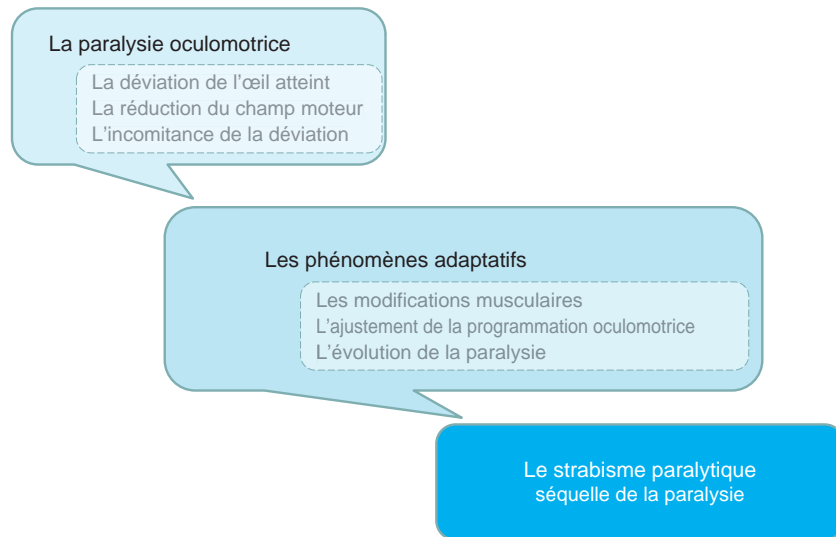 La paralysie oculomotrice
La déviation de l'œil atteint
La réduction du champ moteur
L'incomitance de la déviation
Les phénomènes adaptatifs
Les modifications musculaires
L'ajustement de la programmation oculomotrice
L'évolution de la paralysie
Le strabisme paralytique
séquelle de la paralysie